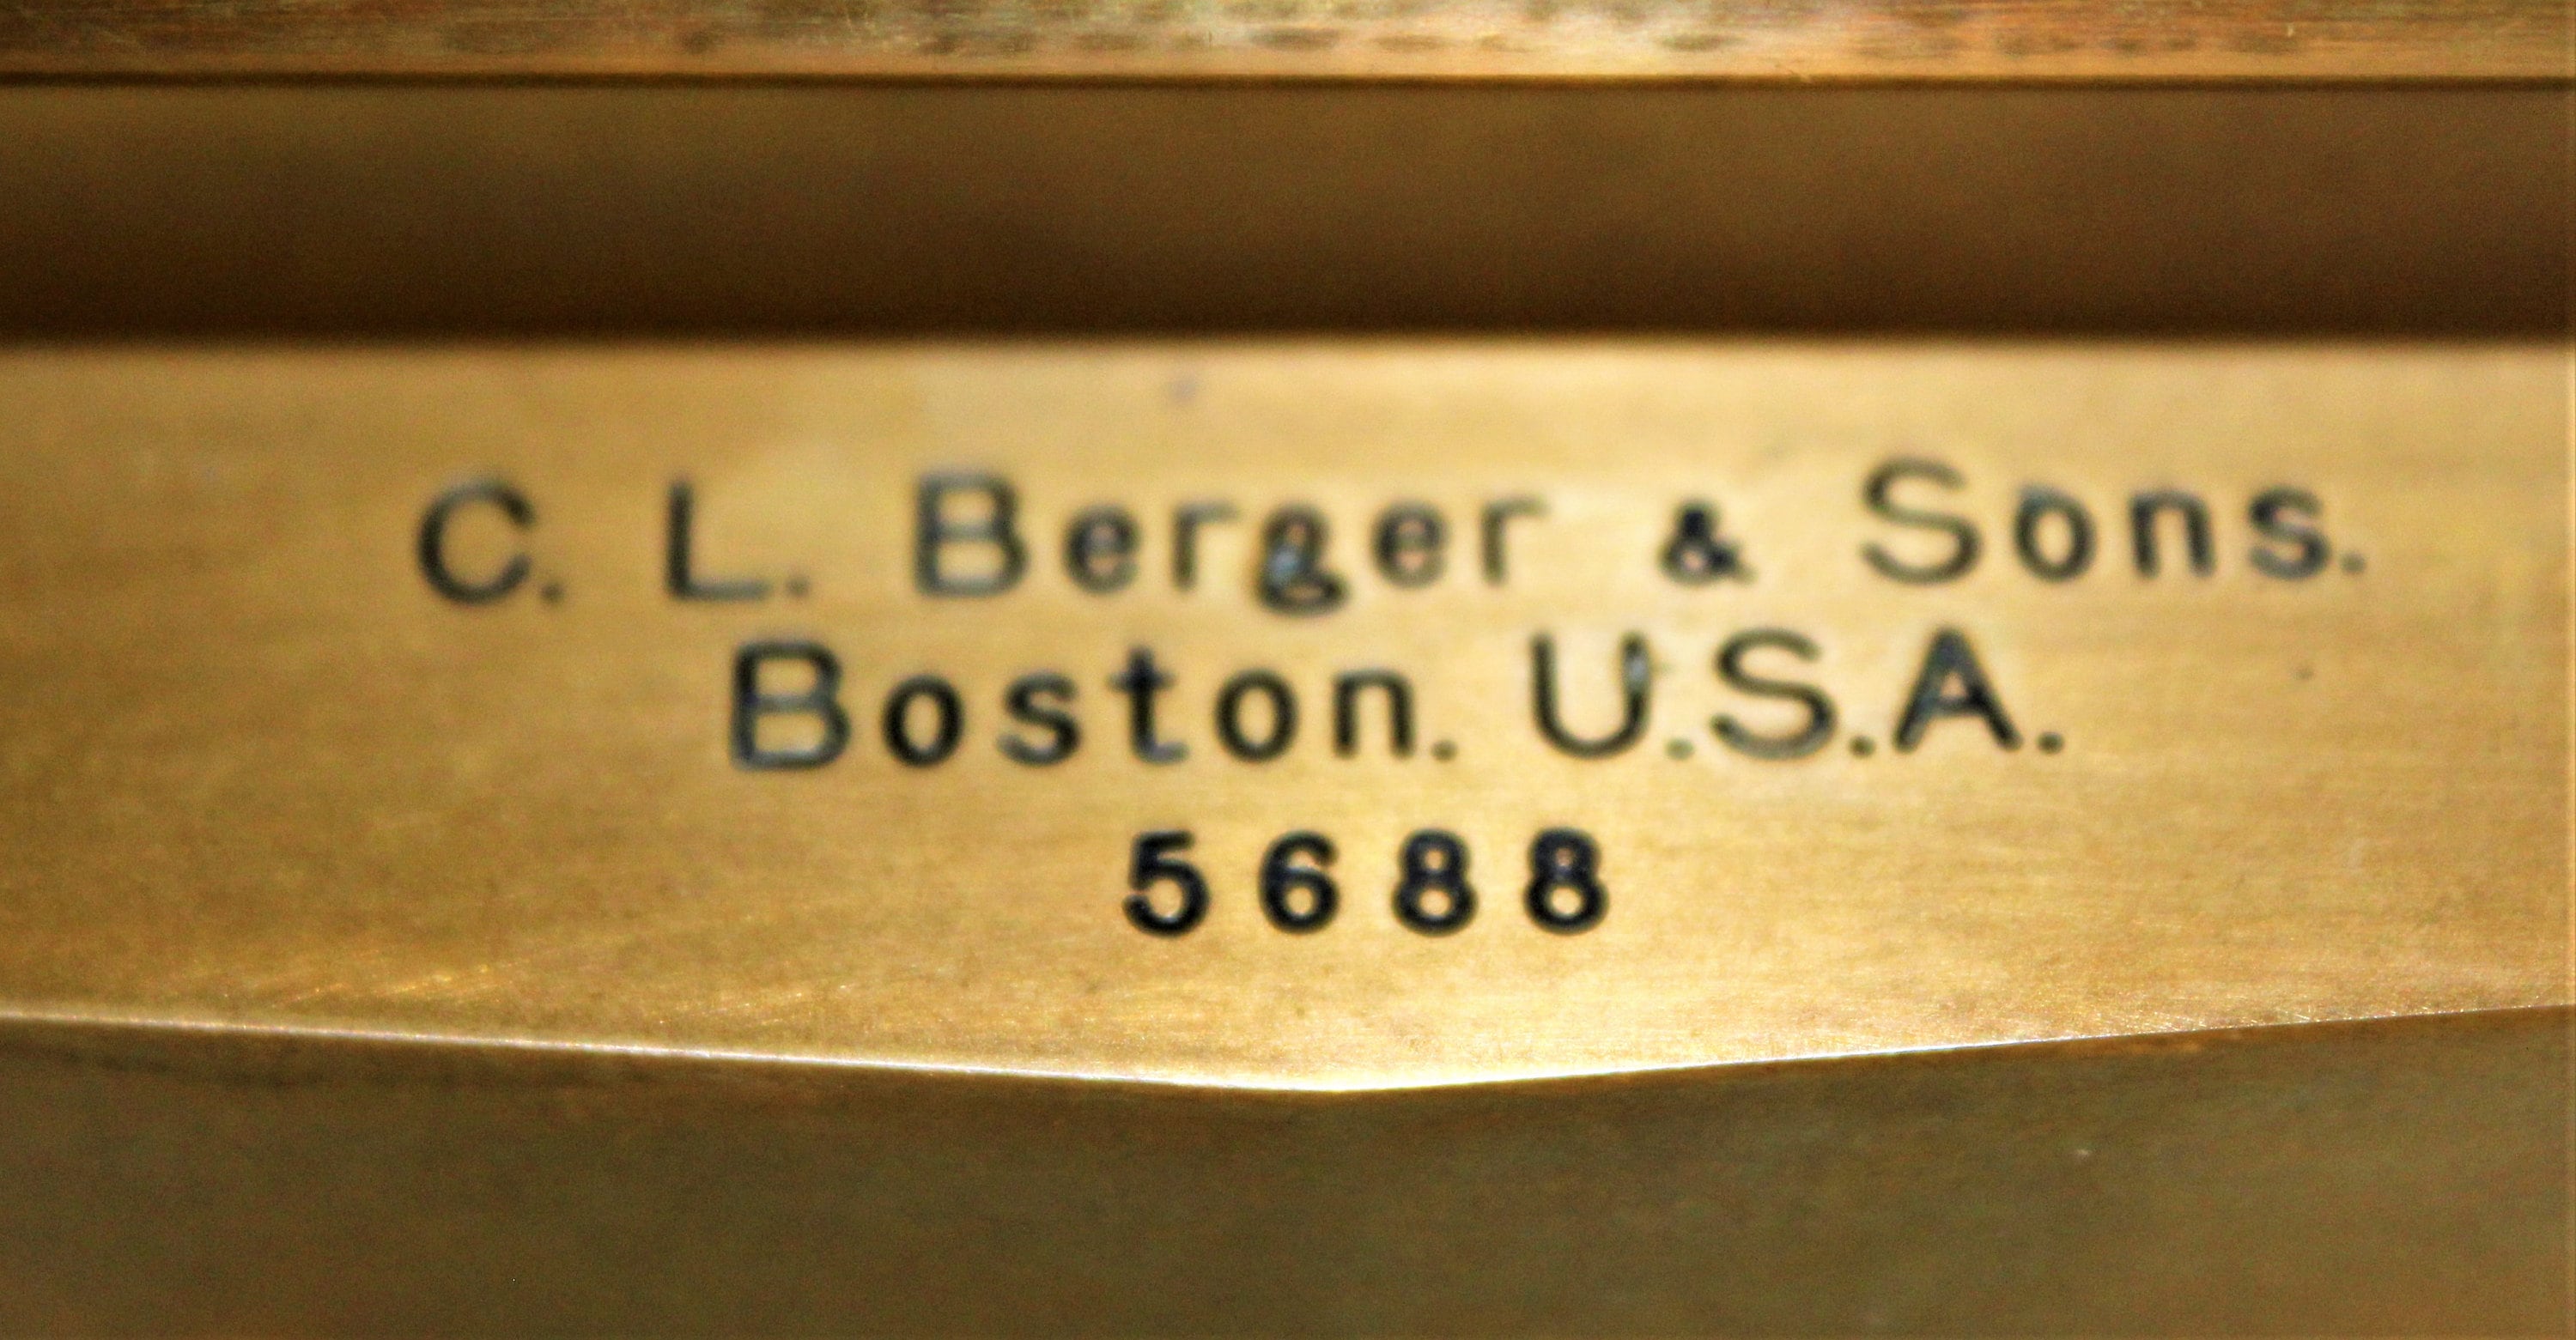 C. L. Berger & Sons.
Boston. U.S.A.
5688